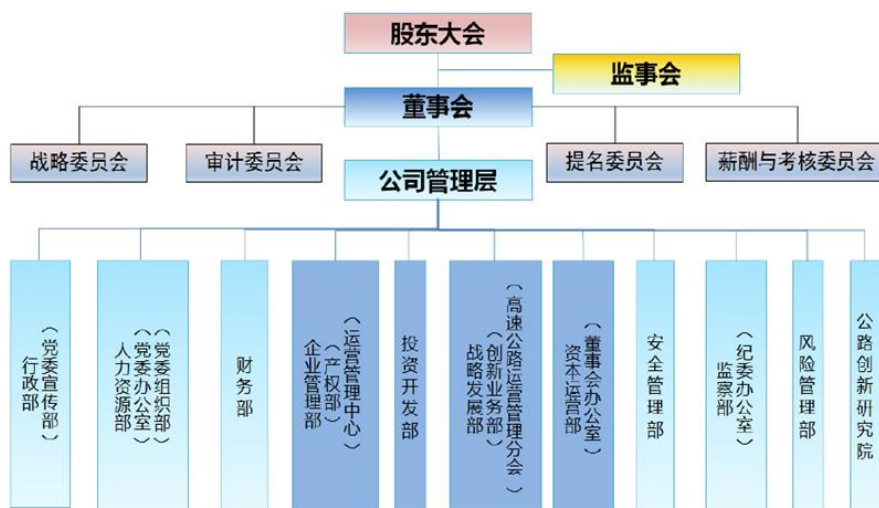 股东大会
监事会
董事会
战略委员会
审计委员会
提名委员会
薪酬与考核委员会
公司管理层
行政部
（党委宣传部）
人力资源部
（党委办公室）
（党委组织部）
财务部
企业管理部
（产权部）
（运营管理中心）
投资开发部
战略发展部
（创新业务部）
（高速公路运营管理分会）
资本运营部
（董事会办公室）
安全管理部
监察部
（纪委办公室）
风险管理部
公路创新研究院